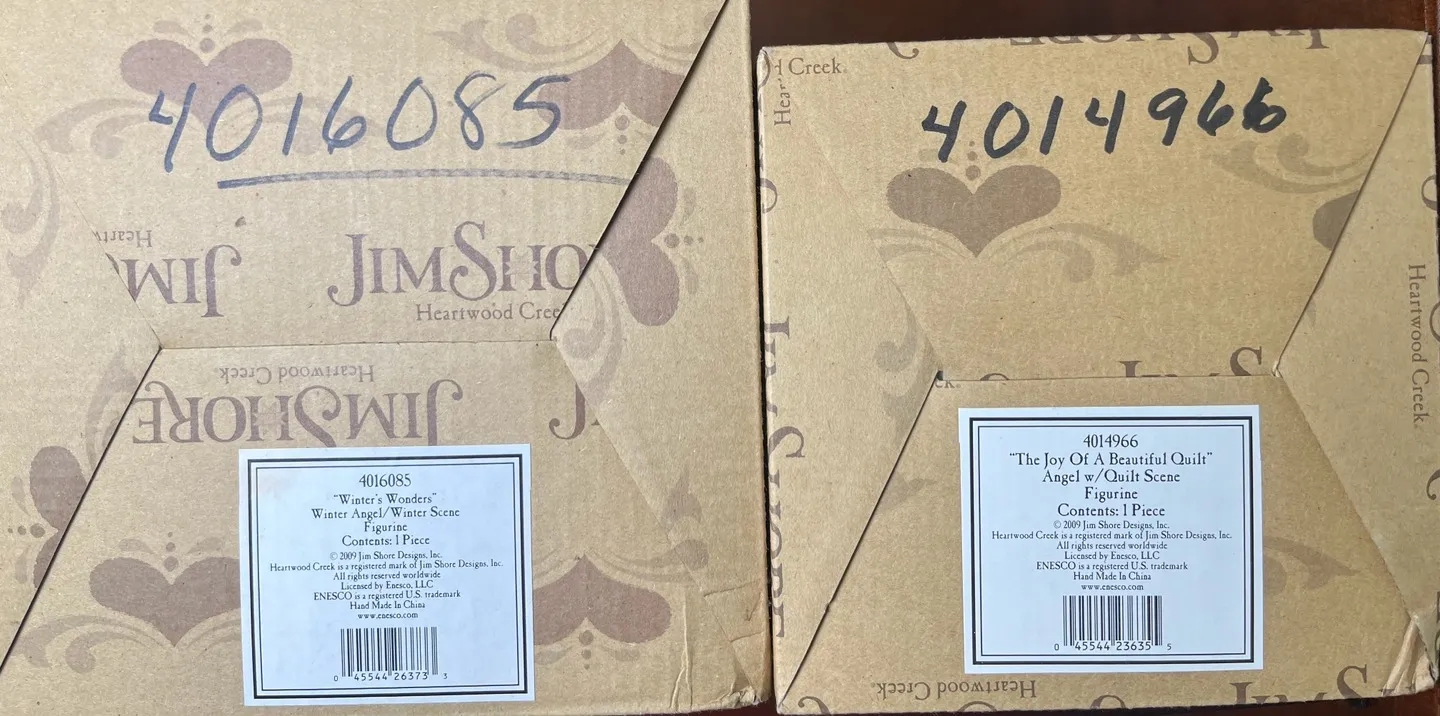 4016085
JIM
Heartwood Creek
JIM SHORE
4016085
"Winter's Wonders"
Winter Angel/Winter Scene
Figurine
Contents: 1 Piece
© 2009 Jim Shore Designs, Inc.
Heartwood Creek is a registered mark of Jim Shore Designs, Inc.
All rights reserved worldwide
Licensed by Enesco, LLC
ENESCO is a registered U.S. trademark
Hand Made In China
www.enesco.com
0 45544 26373 3
Creek
4014966
Heartwood Creek
4014966
"The Joy Of A Beautiful Quilt"
Angel w/Quilt Scene
Figurine
Contents: 1 Piece
© 2009 Jim Shore Designs, Inc.
Heartwood Creek is a registered mark of Jim Shore Designs, Inc.
All rights reserved worldwide
Licensed by Enesco, LLC
ENESCO is a registered U.S. trademark
Hand Made In China
www.enesco.com
0 45544 23635 5
Heartwood Creek